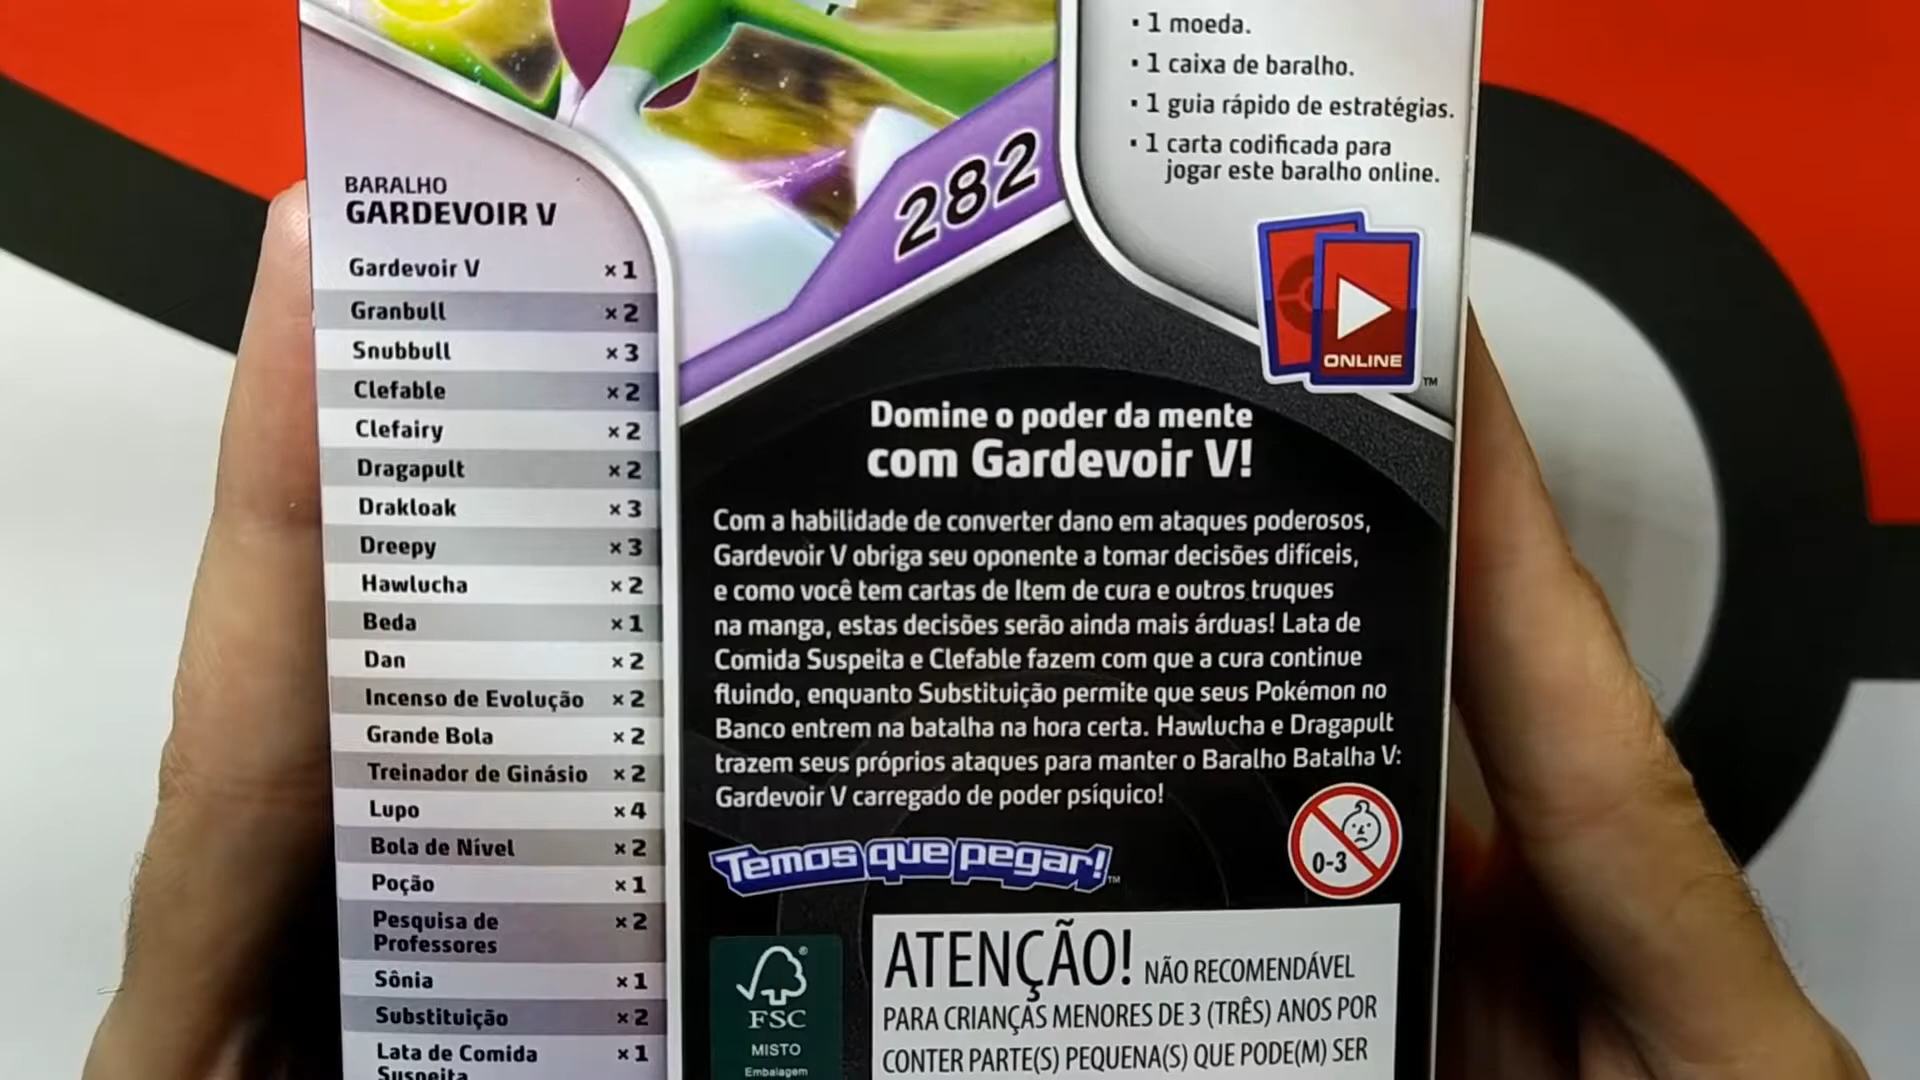 • 1 moeda.
• 1 caixa de baralho.
• 1 guia rápido de estratégias.
• 1 carta codificada para
jogar este baralho online.
ONLINE
TM
282
BARALHO
GARDEVOIR V
Gardevoir V ×1
Granbull ×2
Snubbull ×3
Clefable ×2
Clefairy ×2
Dragapult ×2
Drakloak ×3
Dreepy ×3
Hawlucha ×2
Beda ×1
Dan ×2
Incenso de Evolução ×2
Grande Bola ×2
Treinador de Ginásio ×2
Lupo ×4
Bola de Nível ×2
Poção ×1
Pesquisa de ×2
Professores
Sônia ×1
Substituição ×2
Lata de Comida ×1
Suspeita
Domine o poder da mente
com Gardevoir V!
Com a habilidade de converter dano em ataques poderosos,
Gardevoir V obriga seu oponente a tomar decisões difíceis,
e como você tem cartas de Item de cura e outros truques
na manga, estas decisões serão ainda mais árduas! Lata de
Comida Suspeita e Clefable fazem com que a cura continue
fluindo, enquanto Substituição permite que seus Pokémon no
Banco entrem na batalha na hora certa. Hawlucha e Dragapult
trazem seus próprios ataques para manter o Baralho Batalha V:
Gardevoir V carregado de poder psíquico!
Temos que pegar!
TM
0-3
®
FSC
MISTO
Embalagem
ATENÇÃO! NÃO RECOMENDÁVEL
PARA CRIANÇAS MENORES DE 3 (TRÊS) ANOS POR
CONTER PARTE(S) PEQUENA(S) QUE PODE(M) SER